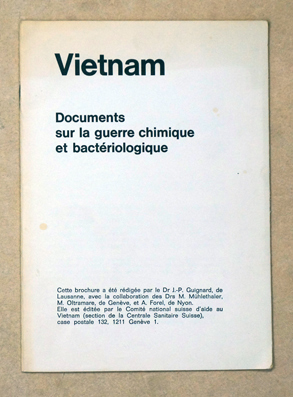 Vietnam
Documents
sur la guerre chimique
et bactériologique
Cette brochure a été rédigée par le Dr J.-P. Guignard, de
Lausanne, avec la collaboration des Drs M. Mühlethaler,
M. Oltramare, de Genève, et A. Forel, de Nyon.
Elle est éditée par le Comité national suisse d'aide au
Vietnam (section de la Centrale Sanitaire Suisse),
case postale 132, 1211 Genève 1.